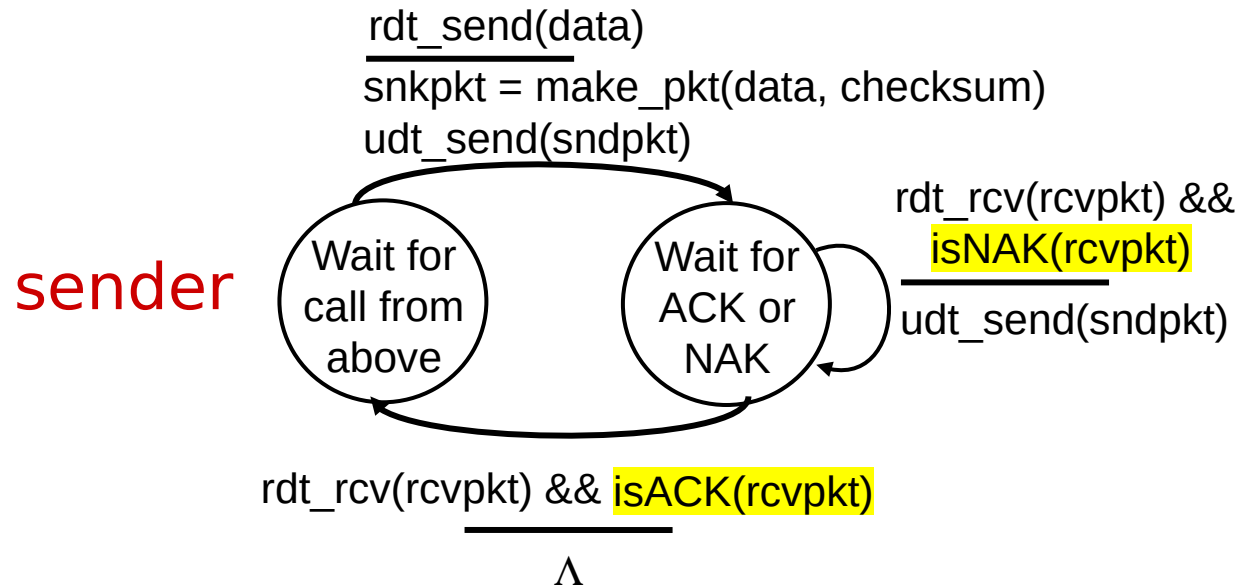 rdt_send(data)
snkpkt = make_pkt(data, checksum)
udt_send(sndpkt)
rdt_rcv(rcvpkt) &&
isNAK(rcvpkt)
udt_send(sndpkt)
sender
Wait for
call from
above
Wait for
ACK or
NAK
rdt_rcv(rcvpkt) && isACK(rcvpkt)
Λ